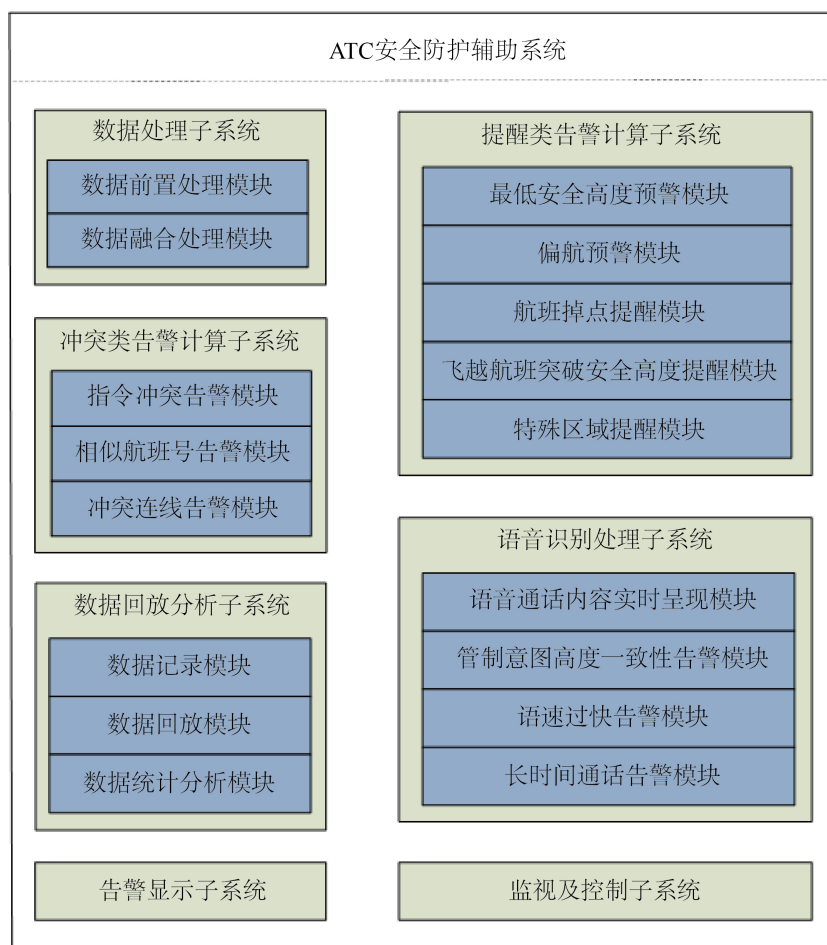 ATC安全防护辅助系统
数据处理子系统
数据前置处理模块
数据融合处理模块
冲突类告警计算子系统
指令冲突告警模块
相似航班号告警模块
冲突连线告警模块
数据回放分析子系统
数据记录模块
数据回放模块
数据统计分析模块
告警显示子系统
提醒类告警计算子系统
最低安全高度预警模块
偏航预警模块
航班掉点提醒模块
飞越航班突破安全高度提醒模块
特殊区域提醒模块
语音识别处理子系统
语音通话内容实时呈现模块
管制意图高度一致性告警模块
语速过快告警模块
长时间通话告警模块
监视及控制子系统